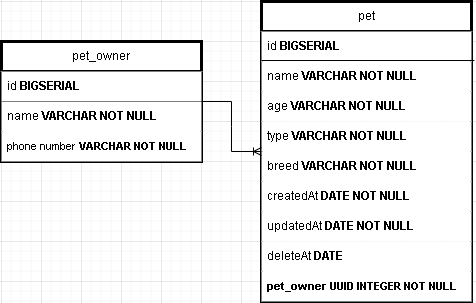 pet_owner
id BIGSERIAL
name VARCHAR NOT NULL
phone number VARCHAR NOT NULL
pet
id BIGSERIAL
name VARCHAR NOT NULL
age VARCHAR NOT NULL
type VARCHAR NOT NULL
breed VARCHAR NOT NULL
createdAt DATE NOT NULL
updatedAt DATE NOT NULL
deleteAt DATE
pet_owner UUID INTEGER NOT NULL